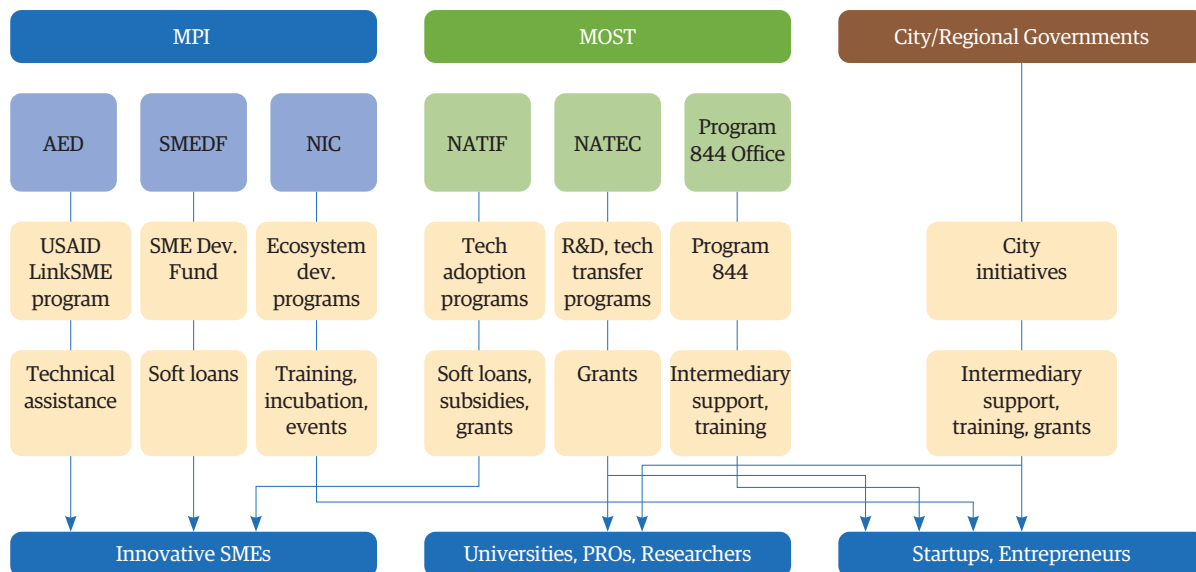 MPI
MOST
City/Regional Governments
AED
SMEDF
NIC
NATIF
NATEC
Program
844 Office
USAID
LinkSME
program
SME Dev.
Fund
Ecosystem
dev.
programs
Tech
adoption
programs
R&D, tech
transfer
programs
Program
844
City
initiatives
Technical
assistance
Soft loans
Training,
incubation,
events
Soft loans,
subsidies,
grants
Grants
Intermediary
support,
training
Intermediary
support,
training, grants
Innovative SMEs
Universities, PROs, Researchers
Startups, Entrepreneurs